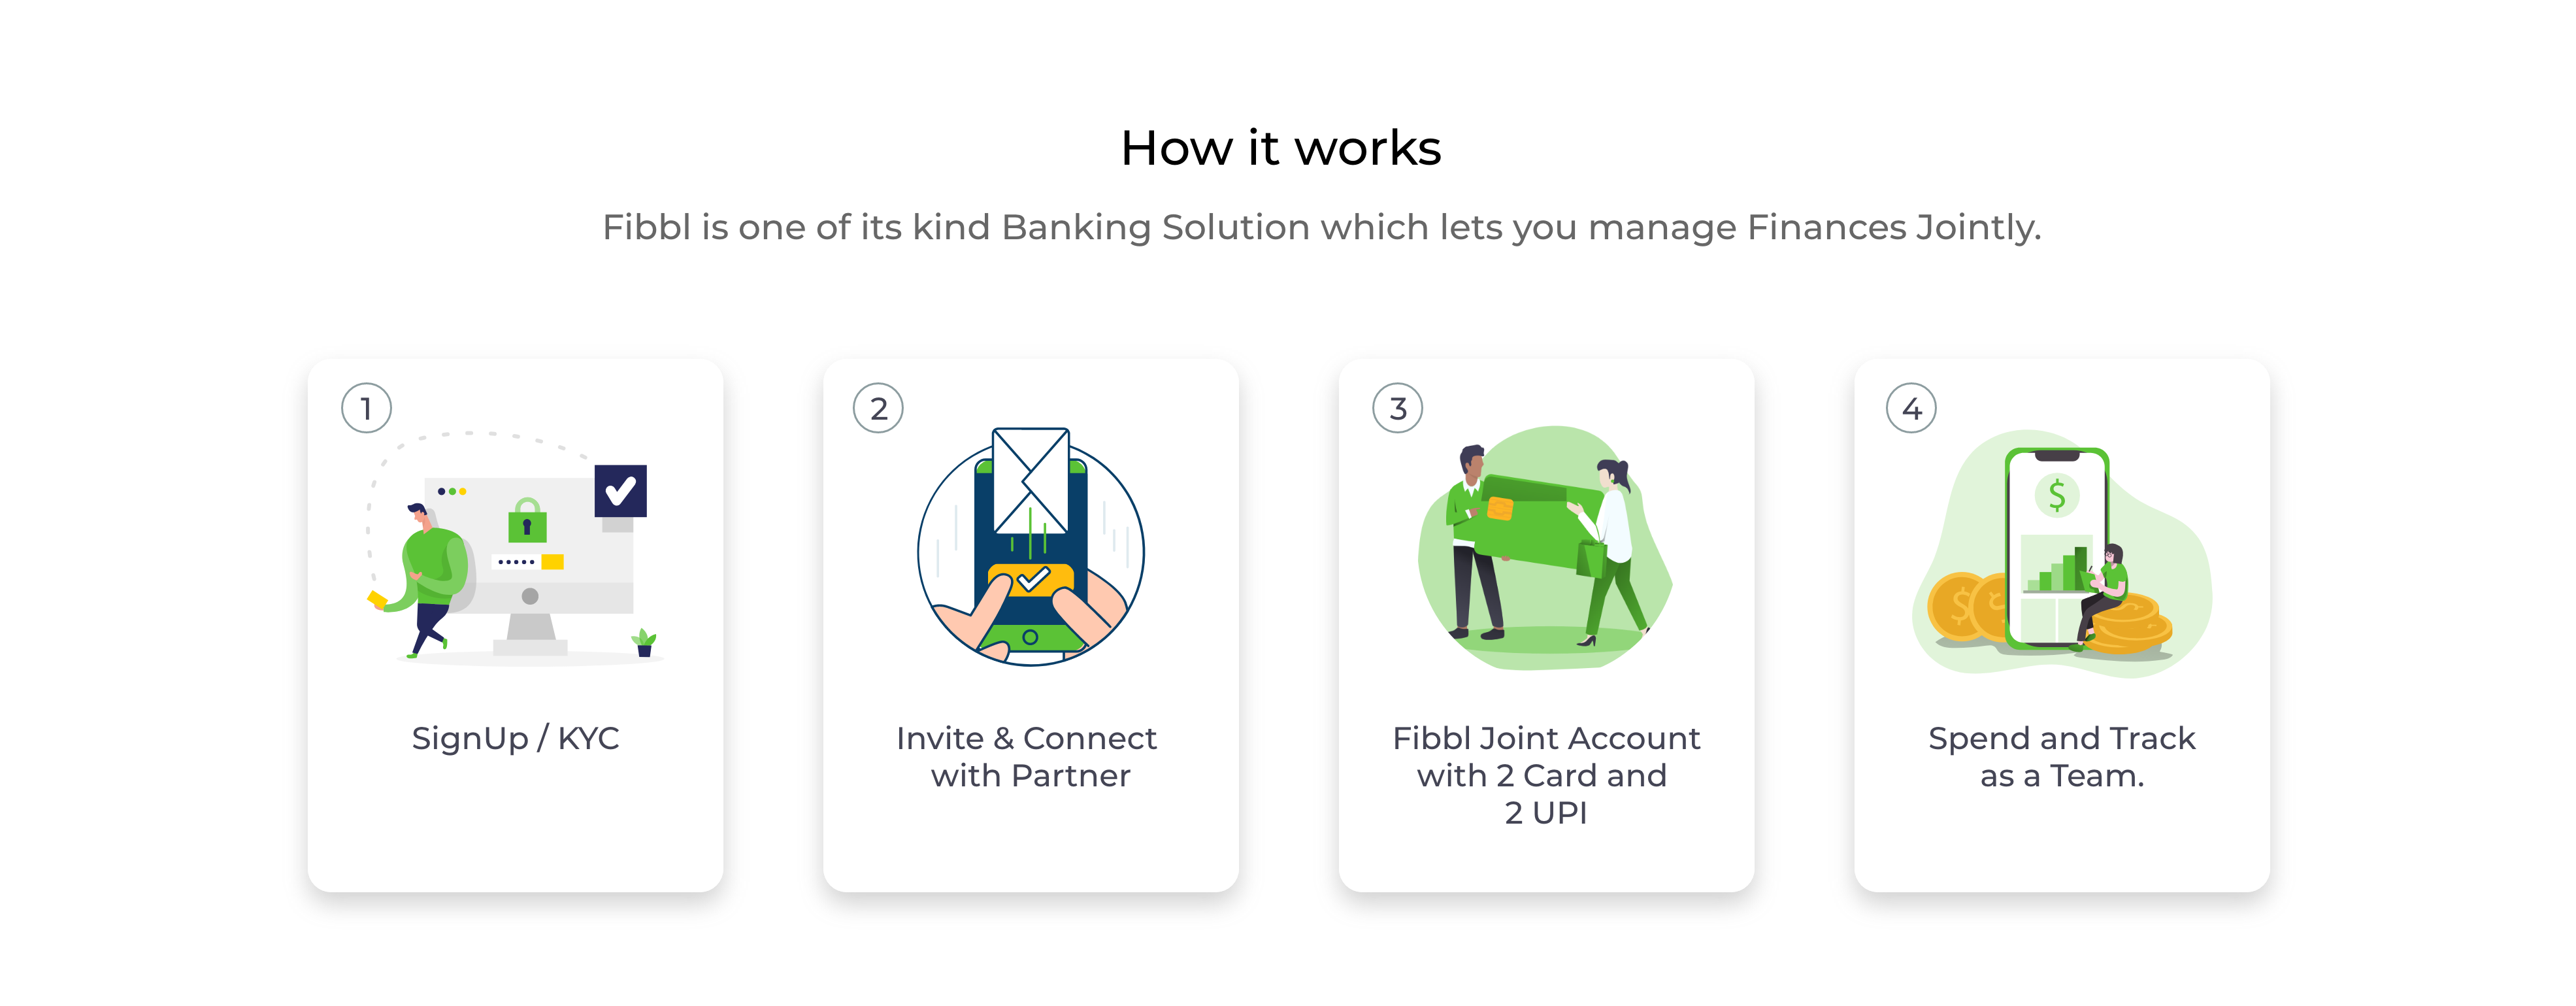 How it works
Fibbl is one of its kind Banking Solution which lets you manage Finances Jointly.
1
SignUp / KYC
2
Invite & Connect
with Partner
3
Fibbl Joint Account
with 2 Card and
2 UPI
4
$
$
Spend and Track
as a Team.